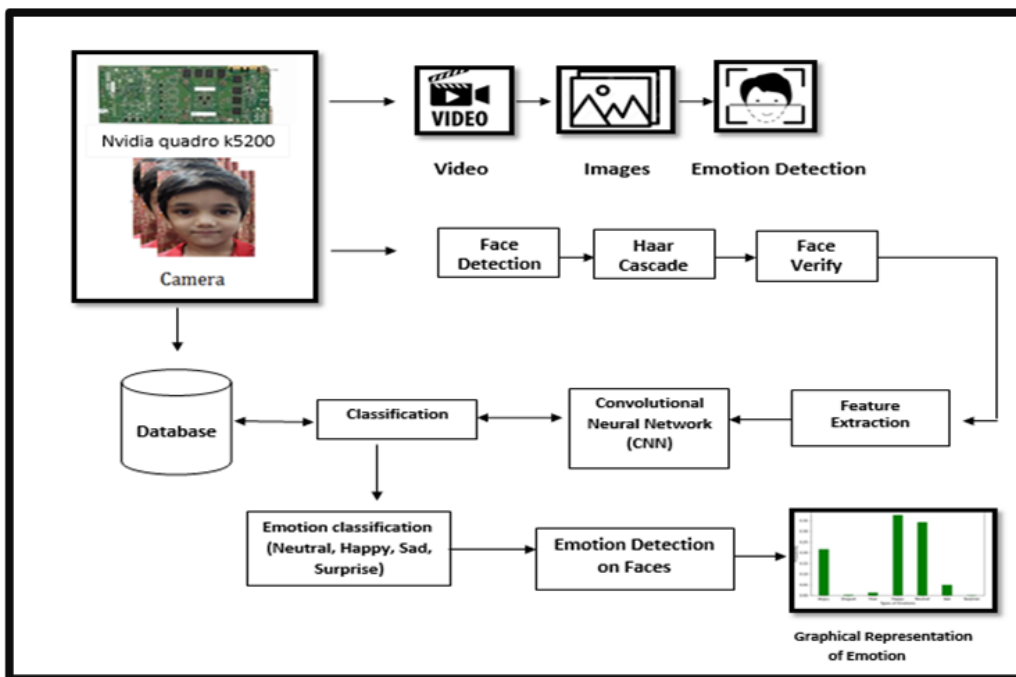 Nvidia quadro k5200
Camera
VIDEO
Video
Images
Emotion Detection
Face
Detection
Haar
Cascade
Face
Verify
Database
Classification
Convolutional
Neural Network
(CNN)
Feature
Extraction
Emotion classification
(Neutral, Happy, Sad,
Surprise)
Emotion Detection
on Faces
Graphical Representation
of Emotion